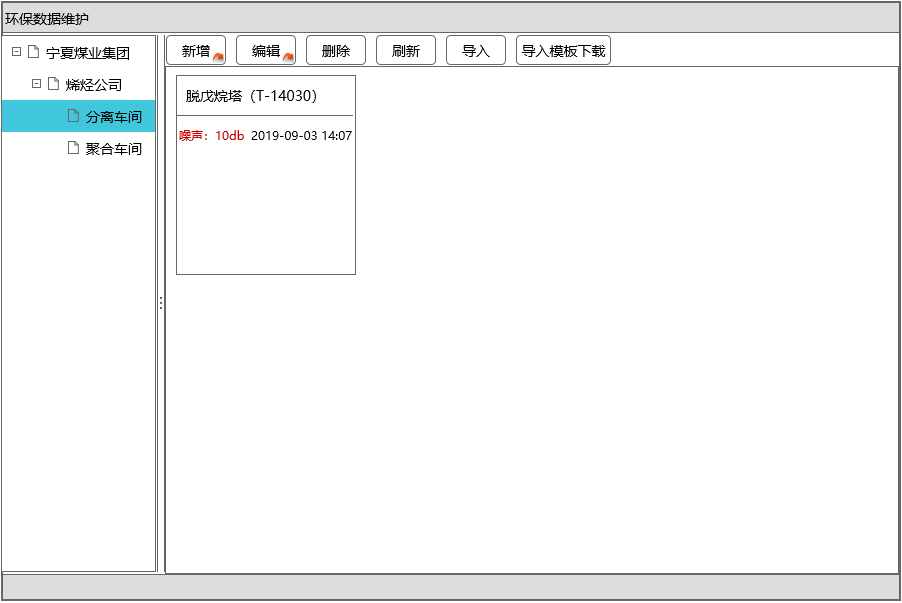 环保数据维护
新增 编辑 删除 刷新 导入 导入模板下载
宁夏煤业集团
烯烃公司
分离车间
聚合车间
脱戊烷塔（T-14030）
噪声：10db 2019-09-03 14:07